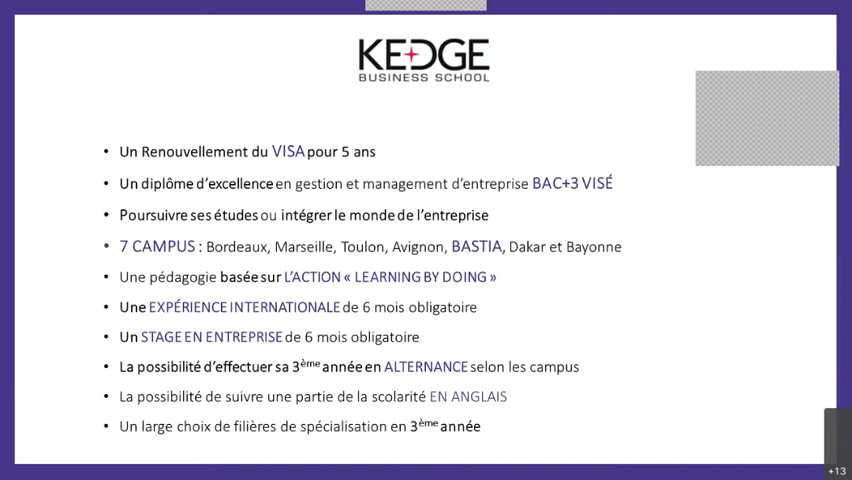 KEDGE
BUSINESS SCHOOL
• Un Renouvellement du VISA pour 5 ans
• Un diplôme d’excellence en gestion et management d’entreprise BAC+3 VISÉ
• Poursuivre ses études ou intégrer le monde de l’entreprise
• 7 CAMPUS : Bordeaux, Marseille, Toulon, Avignon, BASTIA, Dakar et Bayonne
• Une pédagogie basée sur L’ACTION « LEARNING BY DOING »
• Une EXPÉRIENCE INTERNATIONALE de 6 mois obligatoire
• Un STAGE EN ENTREPRISE de 6 mois obligatoire
• La possibilité d’effectuer sa 3ème année en ALTERNANCE selon les campus
• La possibilité de suivre une partie de la scolarité EN ANGLAIS
• Un large choix de filières de spécialisation en 3ème année
+13